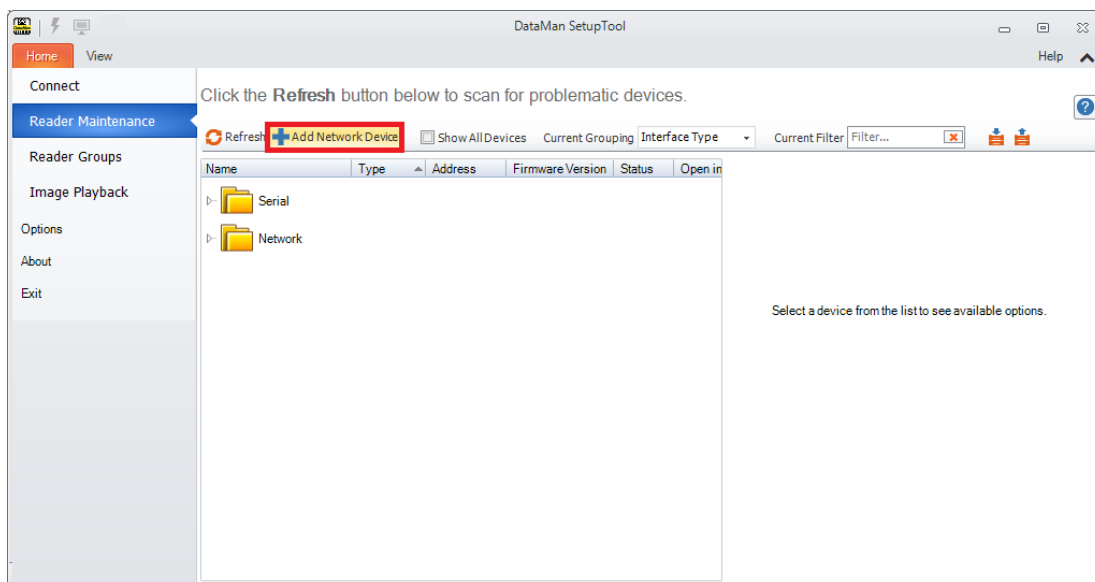 DataMan SetupTool
Home View Help
Connect
Reader Maintenance
Reader Groups
Image Playback
Options
About
Exit
Click the Refresh button below to scan for problematic devices.
Refresh Add Network Device Show All Devices Current Grouping Interface Type Current Filter Filter...
Name Type Address Firmware Version Status Open in
Serial
Network
Select a device from the list to see available options.